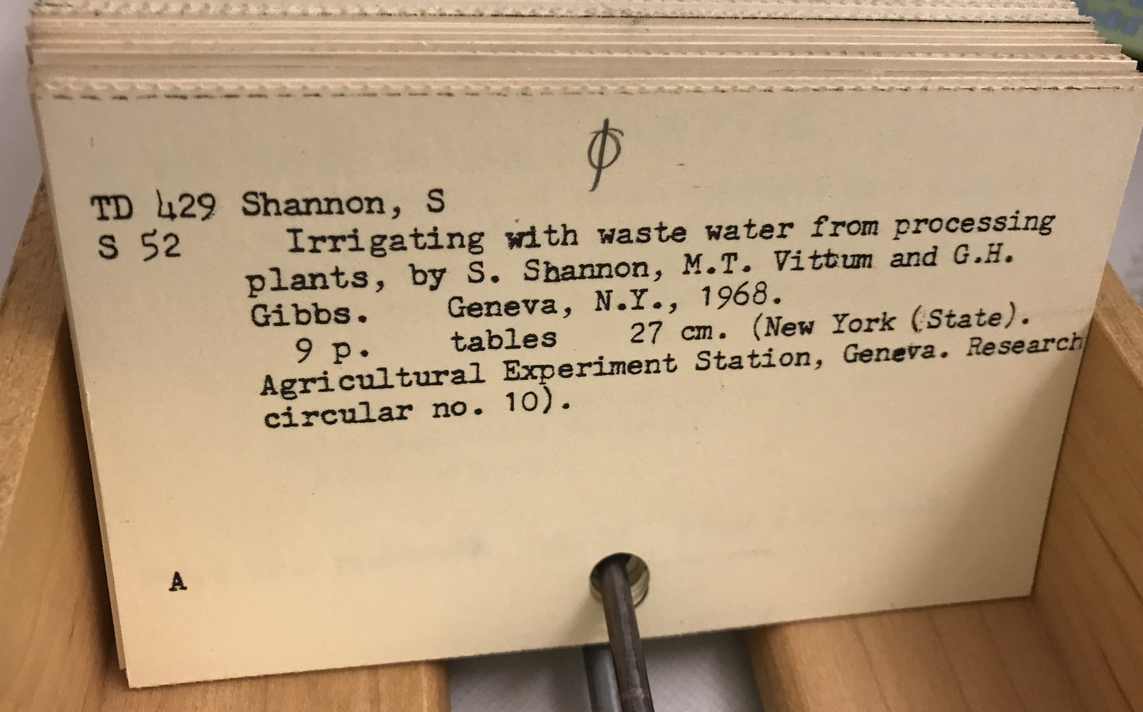 ϕ
TD 429 Shannon, S
S 52 Irrigating with waste water from processing
plants, by S. Shannon, M.T. Vittum and G.H.
Gibbs. Geneva, N.Y., 1968.
9 p. tables 27 cm. (New York (State).
Agricultural Experiment Station, Geneva. Research
circular no. 10).
A